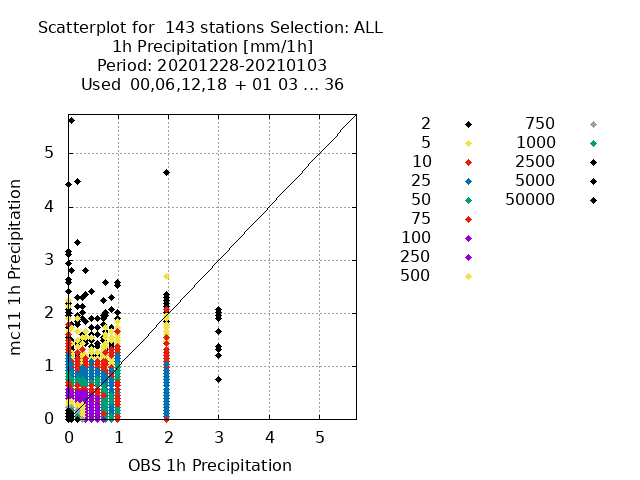 Scatterplot for 143 stations Selection: ALL
1h Precipitation [mm/1h]
Period: 20201228-20210103
Used 00,06,12,18 + 01 03 ... 36
mc11 1h Precipitation
5
4
3
2
1
0
0 1 2 3 4 5
OBS 1h Precipitation
2 750
5 1000
10 2500
25 5000
50 50000
75
100
250
500